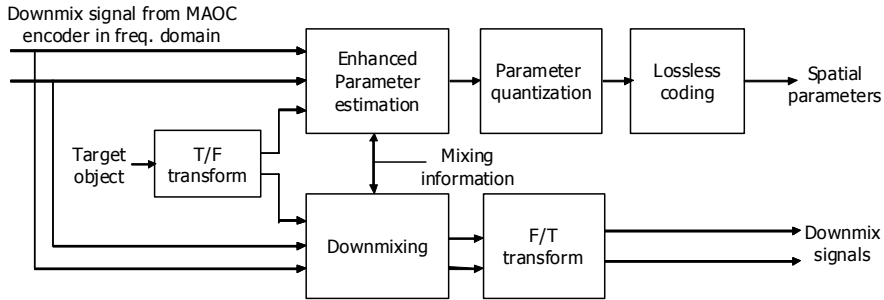 Downmix signal from MAOC
encoder in freq. domain
Enhanced
Parameter
estimation
Parameter
quantization
Lossless
coding
Spatial
parameters
Target
object
T/F
transform
Mixing
information
Downmixing
F/T
transform
Downmix
signals